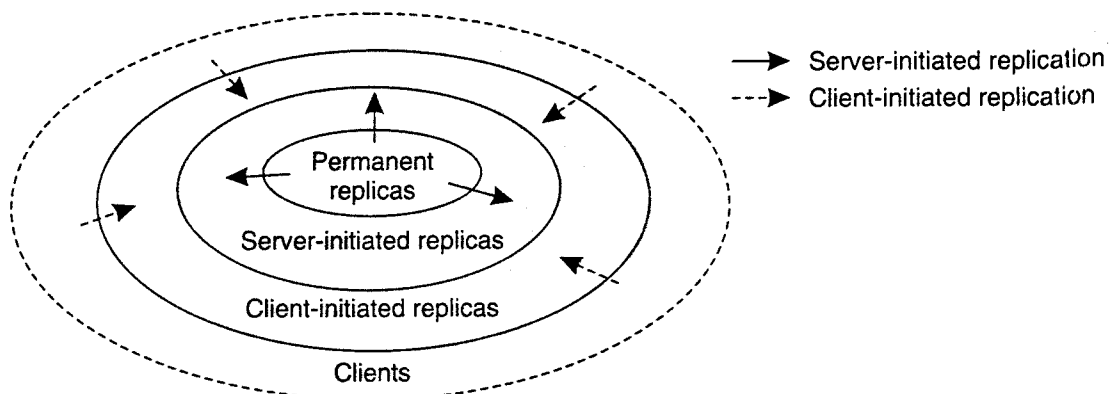 Server-initiated replication
Client-initiated replication
Permanent
replicas
Server-initiated replicas
Client-initiated replicas
Clients